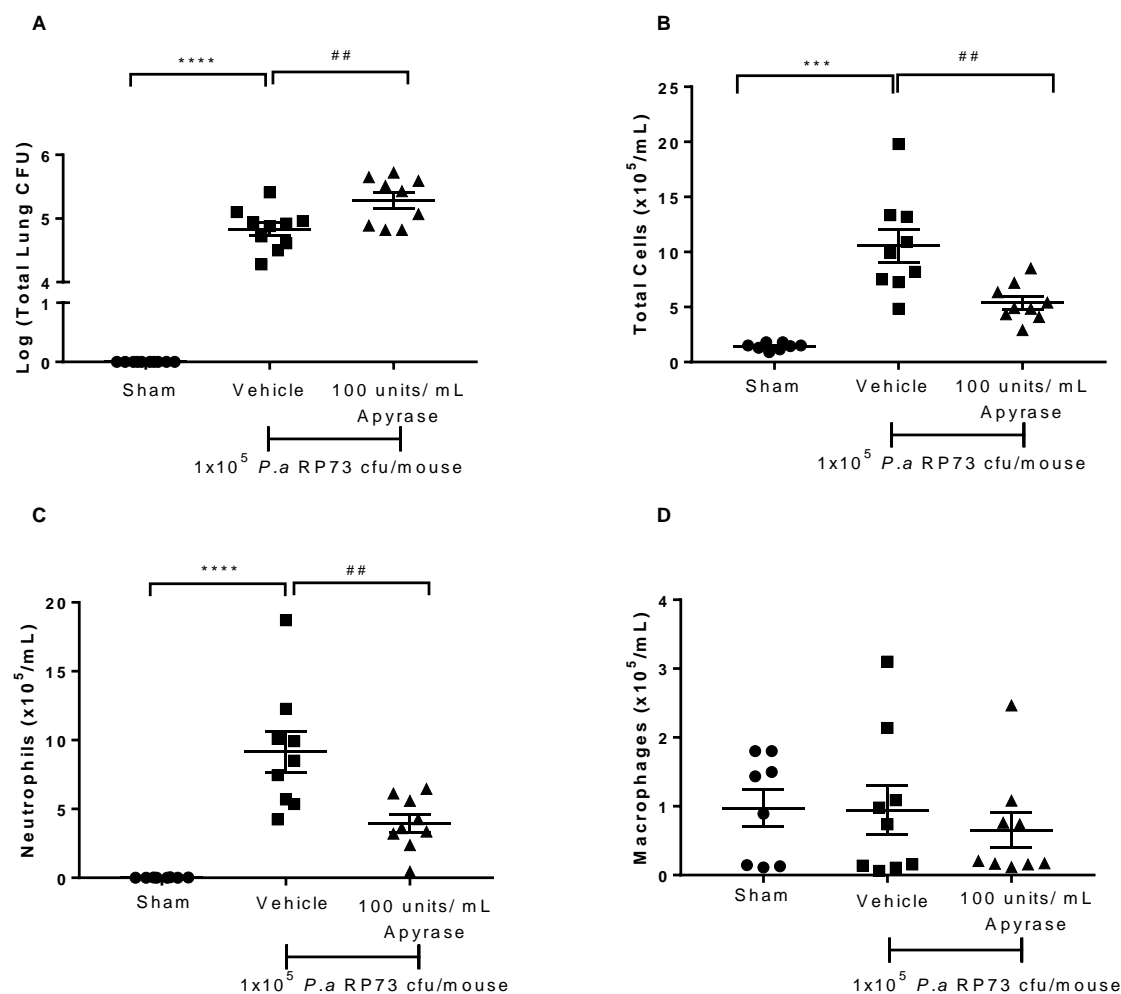 A
**** ##
Log (Total Lung CFU)
6
5
4
1
0
Sham Vehicle 100 units/ mL
Apyrase
1x10^5 P.a RP73 cfu/mouse
B
*** ##
Total Cells (x10^5/mL)
25
20
15
10
5
0
Sham Vehicle 100 units/ mL
Apyrase
1x10^5 P.a RP73 cfu/mouse
C
**** ##
Neutrophils (x10^5/mL)
20
15
10
5
0
Sham Vehicle 100 units/ mL
Apyrase
1x10^5 P.a RP73 cfu/mouse
D
Macrophages (x10^5/mL)
4
3
2
1
0
Sham Vehicle 100 units/ mL
Apyrase
1x10^5 P.a RP73 cfu/mouse